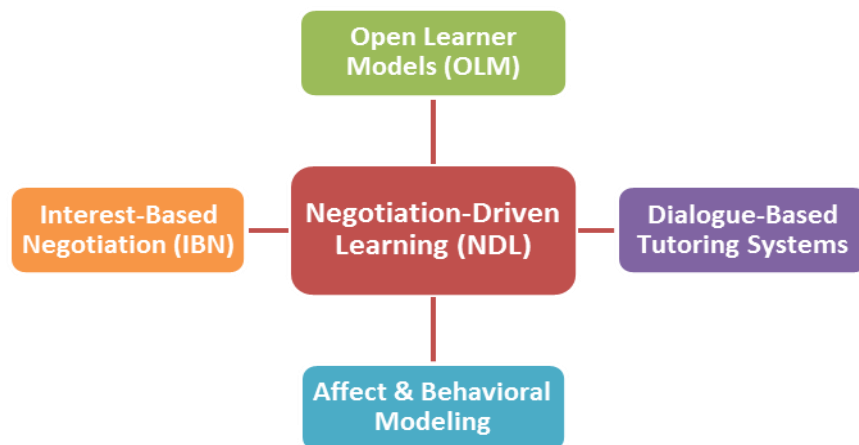 Open Learner
Models (OLM)
Interest-Based
Negotiation (IBN)
Negotiation-Driven
Learning (NDL)
Dialogue-Based
Tutoring Systems
Affect & Behavioral
Modeling